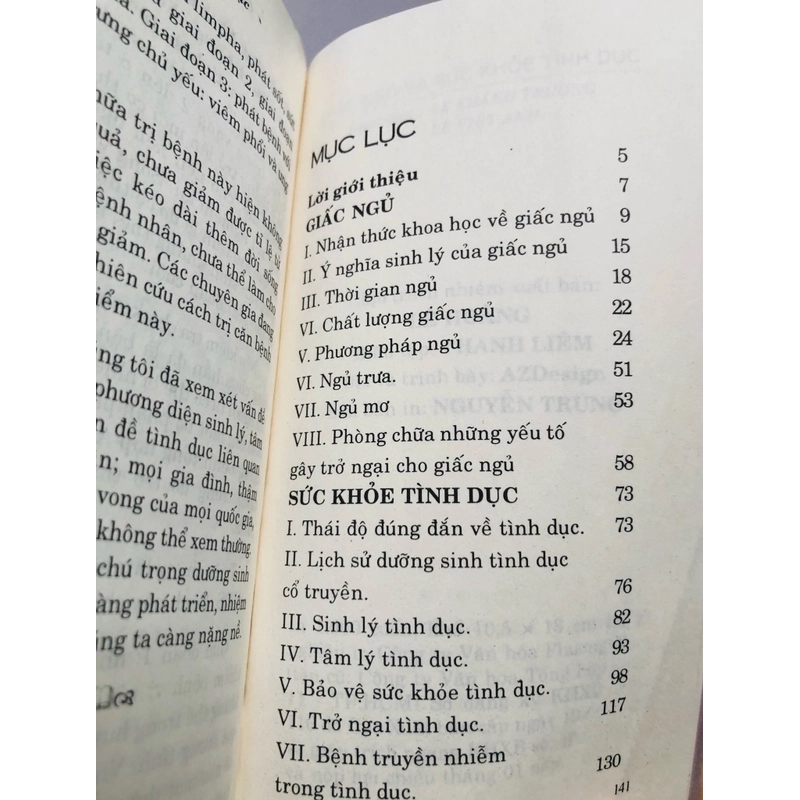 limpha, phát sốt,
giai đoạn 2, giai đoạn
Giai đoạn 3: phát bệnh với
chủ yếu: viêm phổi và ung
trị bệnh này hiện không
quả, chưa giảm được tỉ lệ tử
kéo dài thêm đời sống
bệnh nhân, chưa thể làm cho
giảm. Các chuyên gia đang
cứu cách trị căn bệnh
này.
tôi đã xem xét vấn đề
phương diện sinh lý, tâm
đề tình dục liên quan
mọi gia đình, thậm
vong của mọi quốc gia,
không thể xem thường.
chú trọng dưỡng sinh
càng phát triển, nhiệm
ta càng nặng nề.
MỤC LỤC
Lời giới thiệu 5
GIẤC NGỦ 7
I. Nhận thức khoa học về giấc ngủ 9
II. Ý nghĩa sinh lý của giấc ngủ 15
III. Thời gian ngủ 18
VI. Chất lượng giấc ngủ 22
V. Phương pháp ngủ 24
VI. Ngủ trưa. 51
VII. Ngủ mơ 53
VIII. Phòng chữa những yếu tố
gây trở ngại cho giấc ngủ 58
SỨC KHỎE TÌNH DỤC 73
I. Thái độ đúng đắn về tình dục. 73
II. Lịch sử dưỡng sinh tình dục
cổ truyền. 76
III. Sinh lý tình dục. 82
IV. Tâm lý tình dục. 93
V. Bảo vệ sức khỏe tình dục. 98
VI. Trở ngại tình dục. 117
VII. Bệnh truyền nhiễm 130
trong tình dục. 141